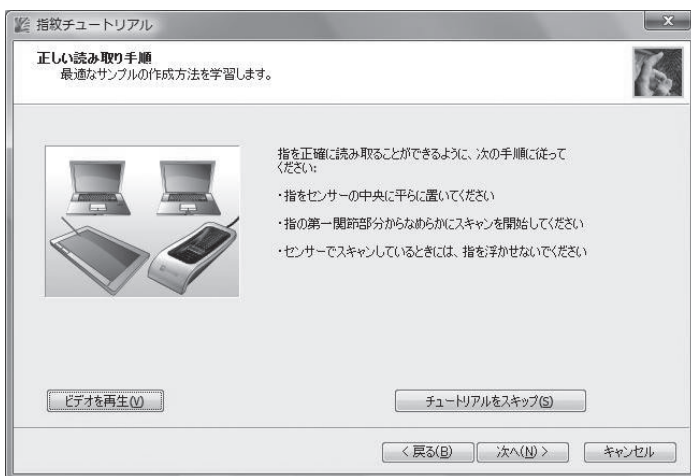 指紋チュートリアル
正しい読み取り手順
最適なサンプルの作成方法を学習します。
指を正確に読み取ることができるように、次の手順に従って
ください:
・指をセンサーの中央に平らに置いてください
・指の第一関節部分からなめらかにスキャンを開始してください
・センサーでスキャンしているときには、指を浮かせないでください
ビデオを再生(V)
チュートリアルをスキップ(S)
< 戻る(B)
次へ(N) >
キャンセル